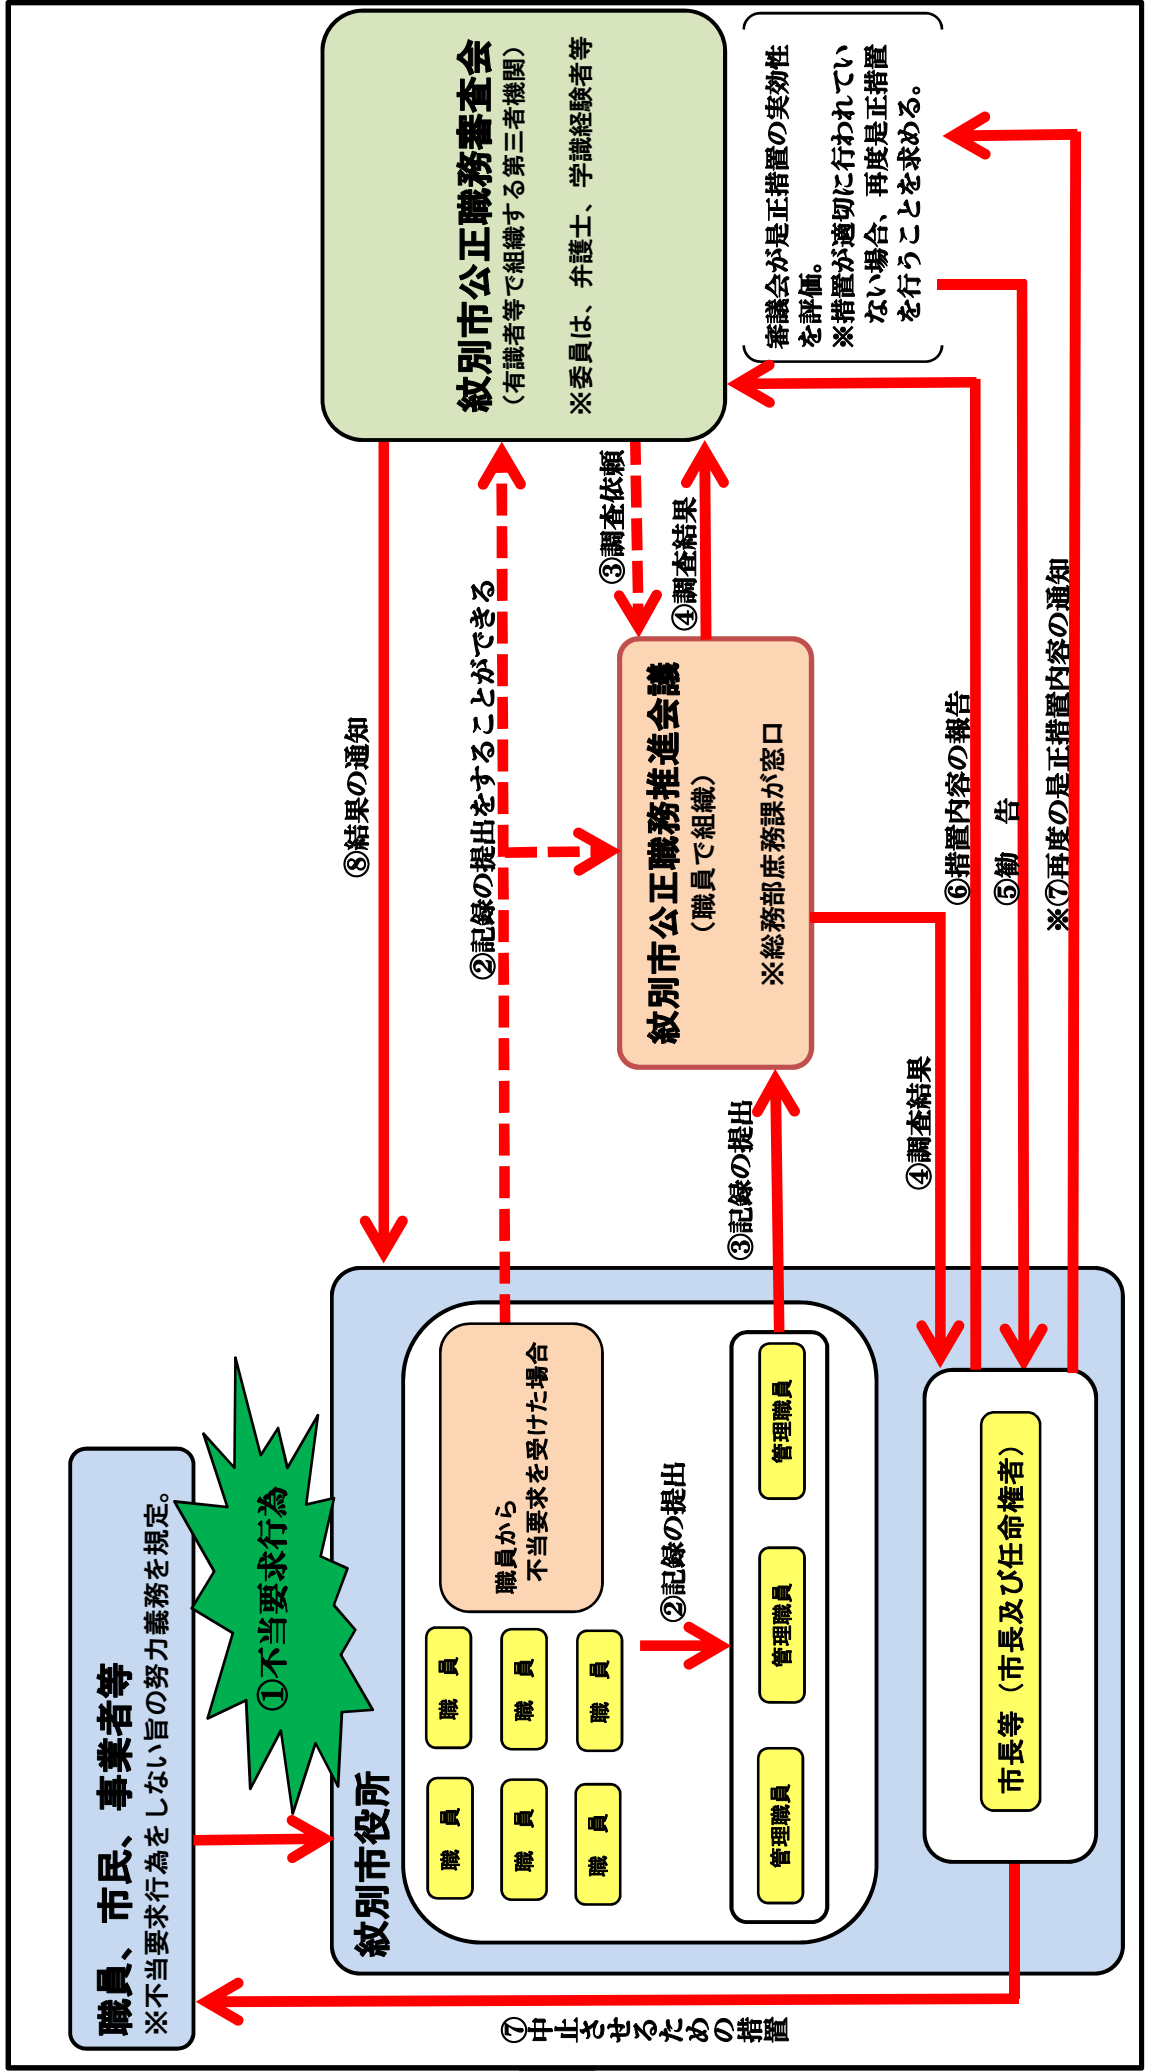 職員、市民、事業者等
※不当要求行為をしない旨の努力義務を規定。
①不当要求行為
紋別市役所
職　員
職　員
職　員
職　員
職　員
職　員
職員から
不当要求を受けた場合
②記録の提出
管理職員
管理職員
管理職員
市長等（市長及び任命権者）
⑦中止させるための措置
⑧結果の通知
②記録の提出をすることができる
③記録の提出
④調査結果
紋別市公正職務推進会議
（職員で組織）
※総務部庶務課が窓口
③調査依頼
④調査結果
⑥措置内容の報告
⑤勧　告
※⑦再度の是正措置内容の通知
紋別市公正職務審査会
（有識者等で組織する第三者機関）
※委員は、弁護士、学識経験者等
審議会が是正措置の実効性
を評価。
※措置が適切に行われてい
ない場合、再度是正措置
を行うことを求める。